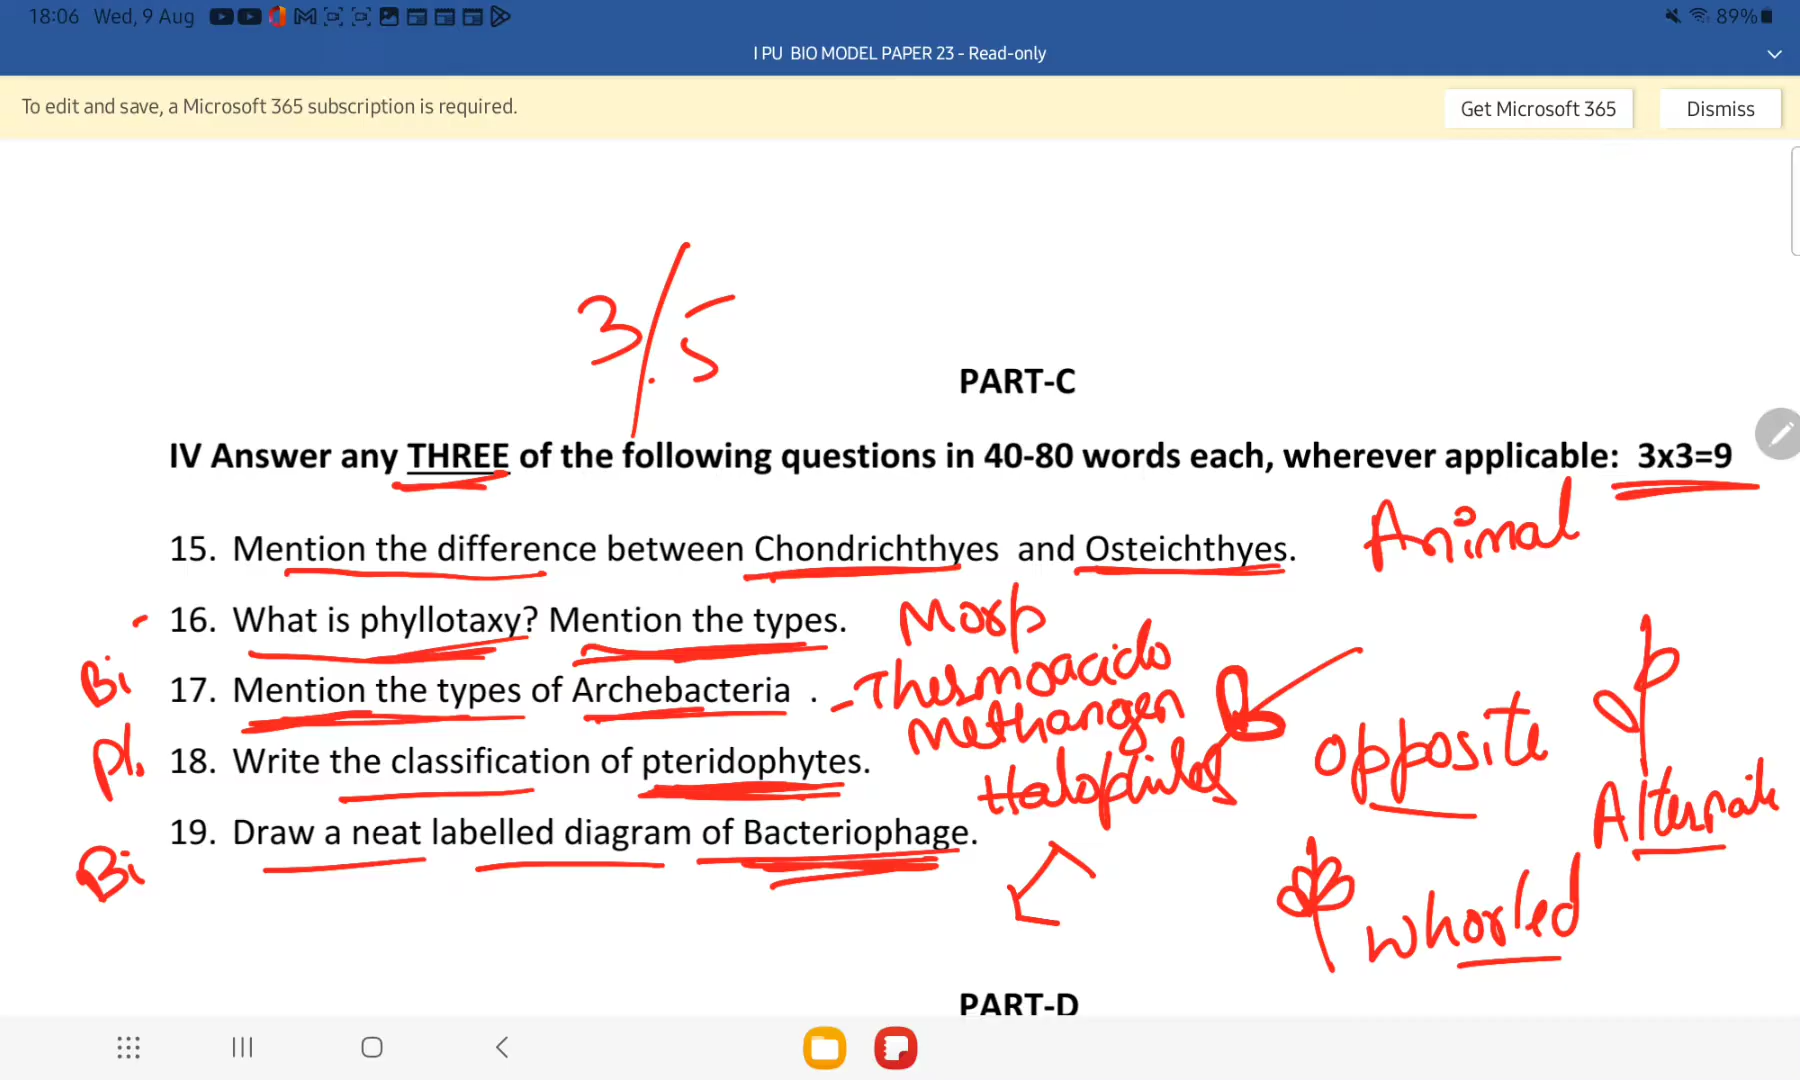 18:06 Wed, 9 Aug
89%
I PU BIO MODEL PAPER 23 - Read-only
To edit and save, a Microsoft 365 subscription is required.
Get Microsoft 365
Dismiss
3/5
PART-C
IV Answer any THREE of the following questions in 40-80 words each, wherever applicable: 3x3=9
15. Mention the difference between Chondrichthyes and Osteichthyes.
Animal
16. What is phyllotaxy? Mention the types.
Morp
Bi
17. Mention the types of Archebacteria .
- Thermoacido
methangen
Halophiles
opposite
Alternate
Pl.
18. Write the classification of pteridophytes.
19. Draw a neat labelled diagram of Bacteriophage.
Bi
whorled
PART-D